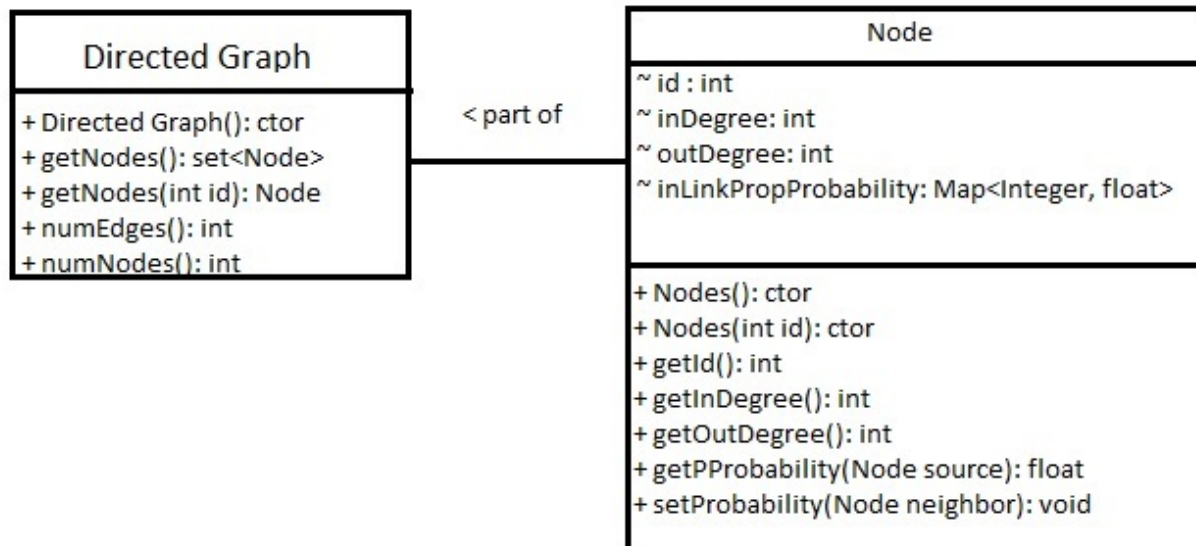 Directed Graph
+ Directed Graph(): ctor
+ getNodes(): set<Node>
+ getNodes(int id): Node
+ numEdges(): int
+ numNodes(): int
< part of
Node
~ id : int
~ inDegree: int
~ outDegree: int
~ inLinkPropProbability: Map<Integer, float>
+ Nodes(): ctor
+ Nodes(int id): ctor
+ getId(): int
+ getInDegree(): int
+ getOutDegree(): int
+ getPProbability(Node source): float
+ setProbability(Node neighbor): void